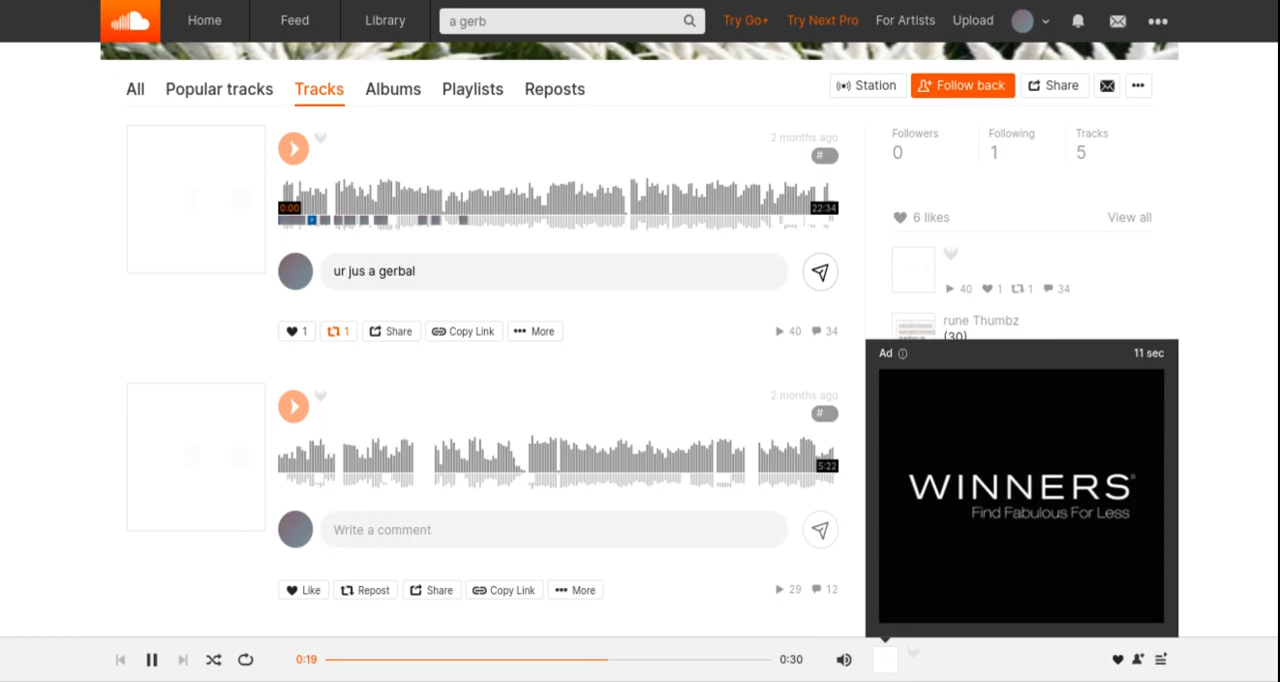 Home Feed Library a gerb Try Go+ Try Next Pro For Artists Upload
All Popular tracks Tracks Albums Playlists Reposts Station Follow back Share
2 months ago
#
0:00 22:34
ur jus a gerbal
1 1 Share Copy Link More 40 34
2 months ago
#
5:22
Write a comment
Like Repost Share Copy Link More 29 12
Followers Following Tracks
0 1 5
6 likes View all
40 1 1 34
rune Thumbz
(30)
Ad 11 sec
WINNERS®
Find Fabulous For Less
0:19 0:30